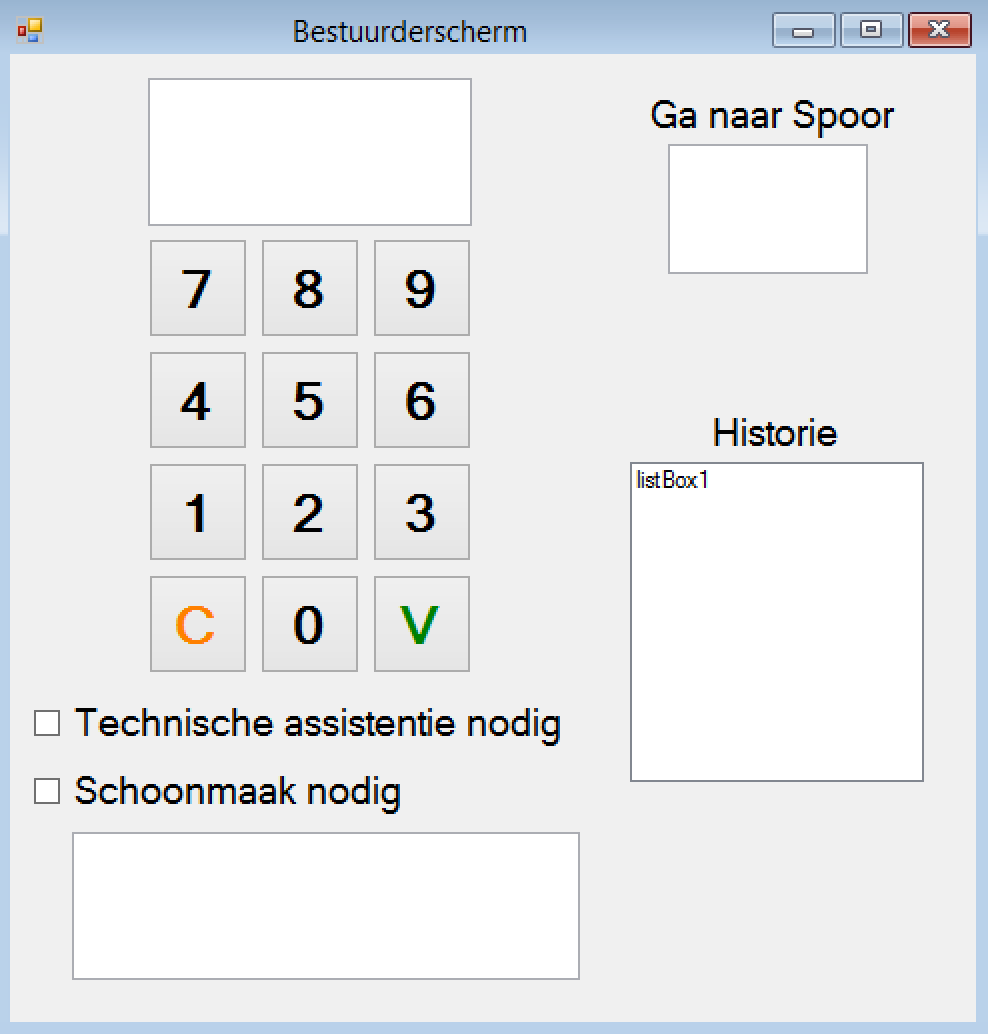 Bestuurderscherm
Ga naar Spoor
7 8 9
4 5 6
1 2 3
C 0 V
Historie
listBox1
Technische assistentie nodig
Schoonmaak nodig